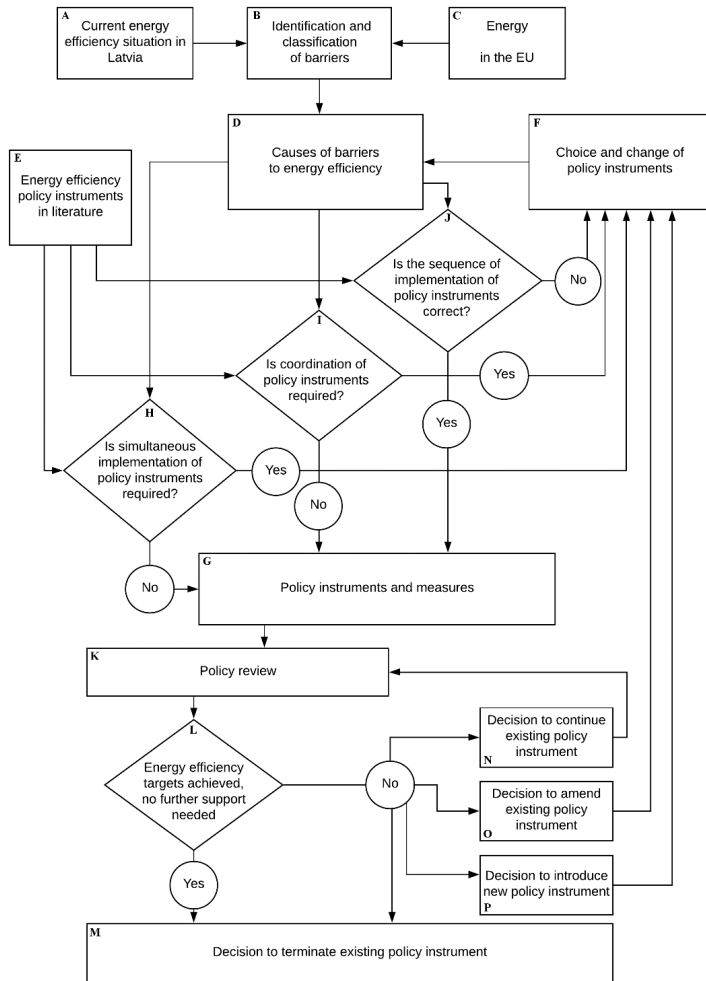 A
Current energy
efficiency situation in
Latvia
B
Identification and
classification
of barriers
C
Energy
in the EU
D
Causes of barriers
to energy efficiency
F
Choice and change of
policy instruments
E
Energy efficiency
policy instruments
in literature
J
Is the sequence of
implementation of
policy instruments
correct?
No
I
Is coordination of
policy instruments
required?
Yes
Yes
H
Is simultaneous
implementation of
policy instruments
required?
Yes
No
No
G
Policy instruments and measures
K
Policy review
L
Energy efficiency
targets achieved,
no further support
needed
No
Decision to continue
existing policy
instrument
N
Decision to amend
existing policy
instrument
O
Decision to introduce
new policy instrument
P
Yes
M
Decision to terminate existing policy instrument